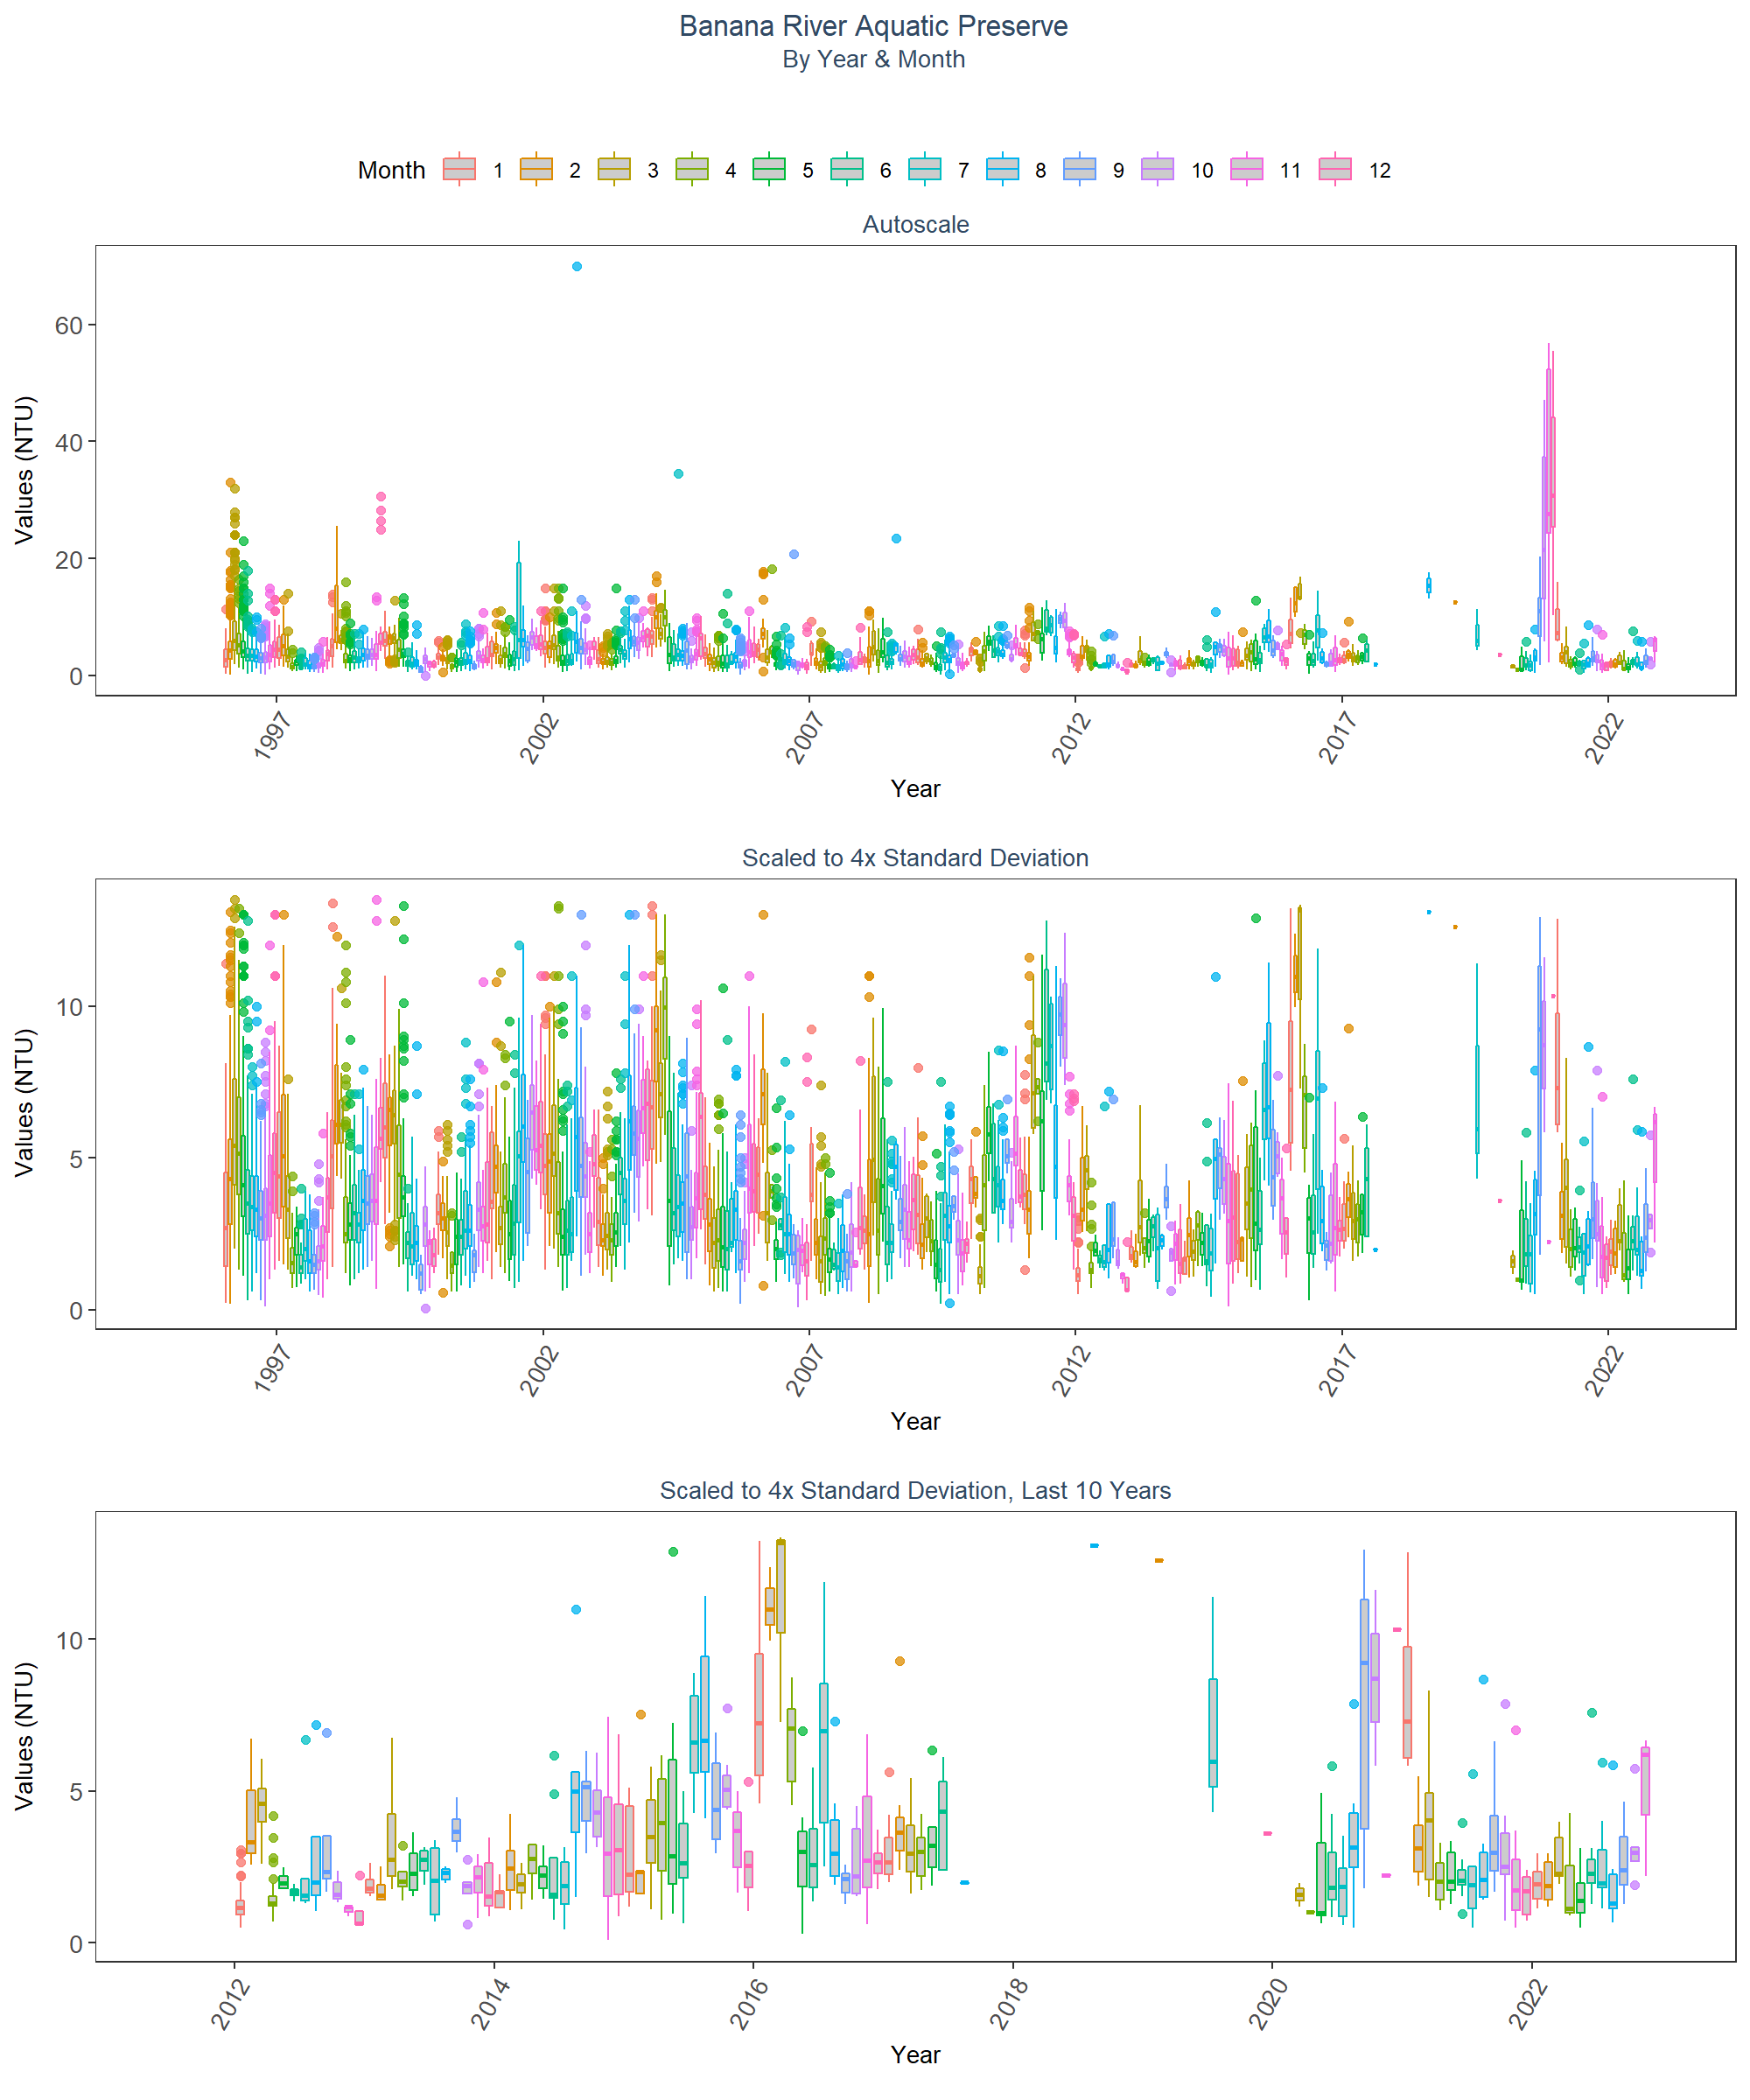 Banana River Aquatic Preserve
By Year & Month
Month 1 2 3 4 5 6 7 8 9 10 11 12
Autoscale
Values (NTU)
60
40
20
0
1997 2002 2007 2012 2017 2022
Year
Scaled to 4x Standard Deviation
Values (NTU)
10
5
0
1997 2002 2007 2012 2017 2022
Year
Scaled to 4x Standard Deviation, Last 10 Years
Values (NTU)
10
5
0
2012 2014 2016 2018 2020 2022
Year